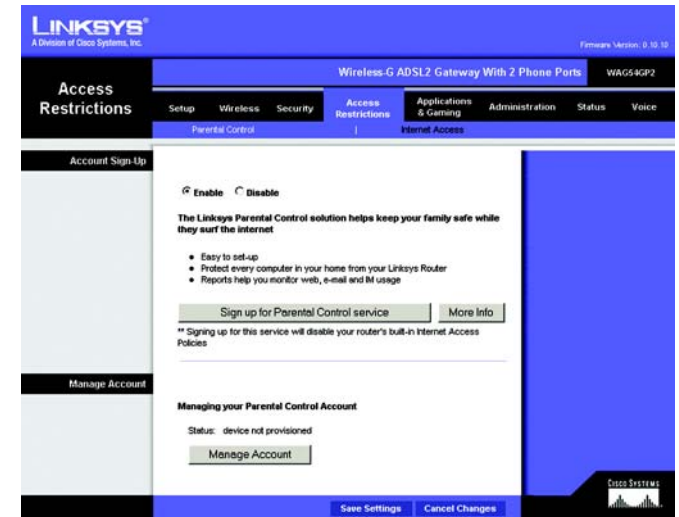 LINKSYS®
A Division of Cisco Systems, Inc.
Firmware Version: 0.10.10
Wireless-G ADSL2 Gateway With 2 Phone Ports WAG54GP2
Access Restrictions
Setup Wireless Security Access Restrictions Applications & Gaming Administration Status Voice
Parental Control | Internet Access
Account Sign-Up
Enable Disable
The Linksys Parental Control solution helps keep your family safe while
they surf the internet
Easy to set-up
Protect every computer in your home from your Linksys Router
Reports help you monitor web, e-mail and IM usage
Sign up for Parental Control service More Info
** Signing up for this service will disable your router's built-in Internet Access
Policies
Manage Account
Managing your Parental Control Account
Status: device not provisioned
Manage Account
CISCO SYSTEMS
Save Settings Cancel Changes